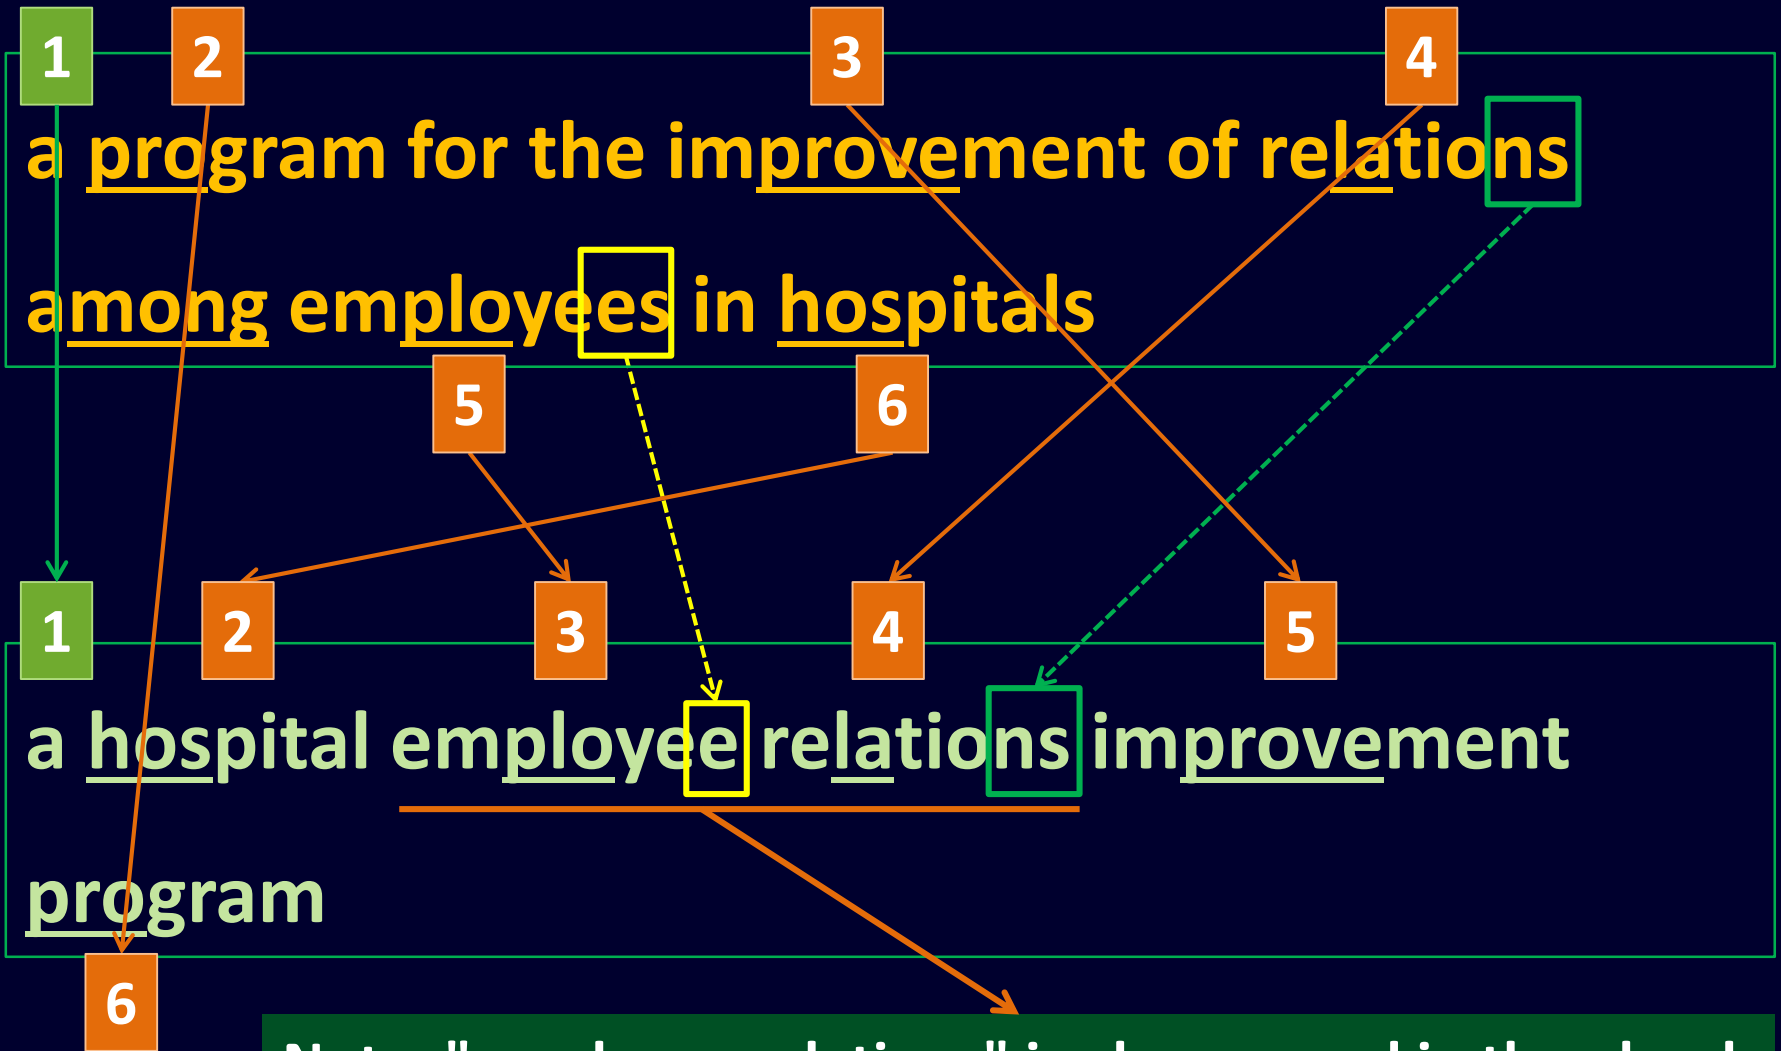 1 2 3 4
a program for the improvement of relations
among employees in hospitals
5 6
1 2 3 4 5
a hospital employee relations improvement
program
6